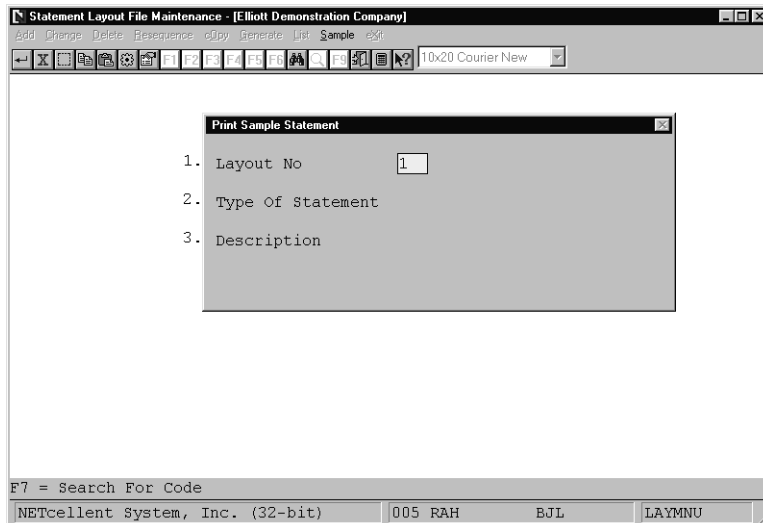 Statement Layout File Maintenance - [Elliott Demonstration Company]
Add Change Delete Resequence cOpy Generate List Sample eXit
F1 F2 F3 F4 F5 F6 F9 10x20 Courier New
Print Sample Statement
1. Layout No 1
2. Type Of Statement
3. Description
F7 = Search For Code
NETcellent System, Inc. (32-bit) 005 RAH BJL LAYMNU